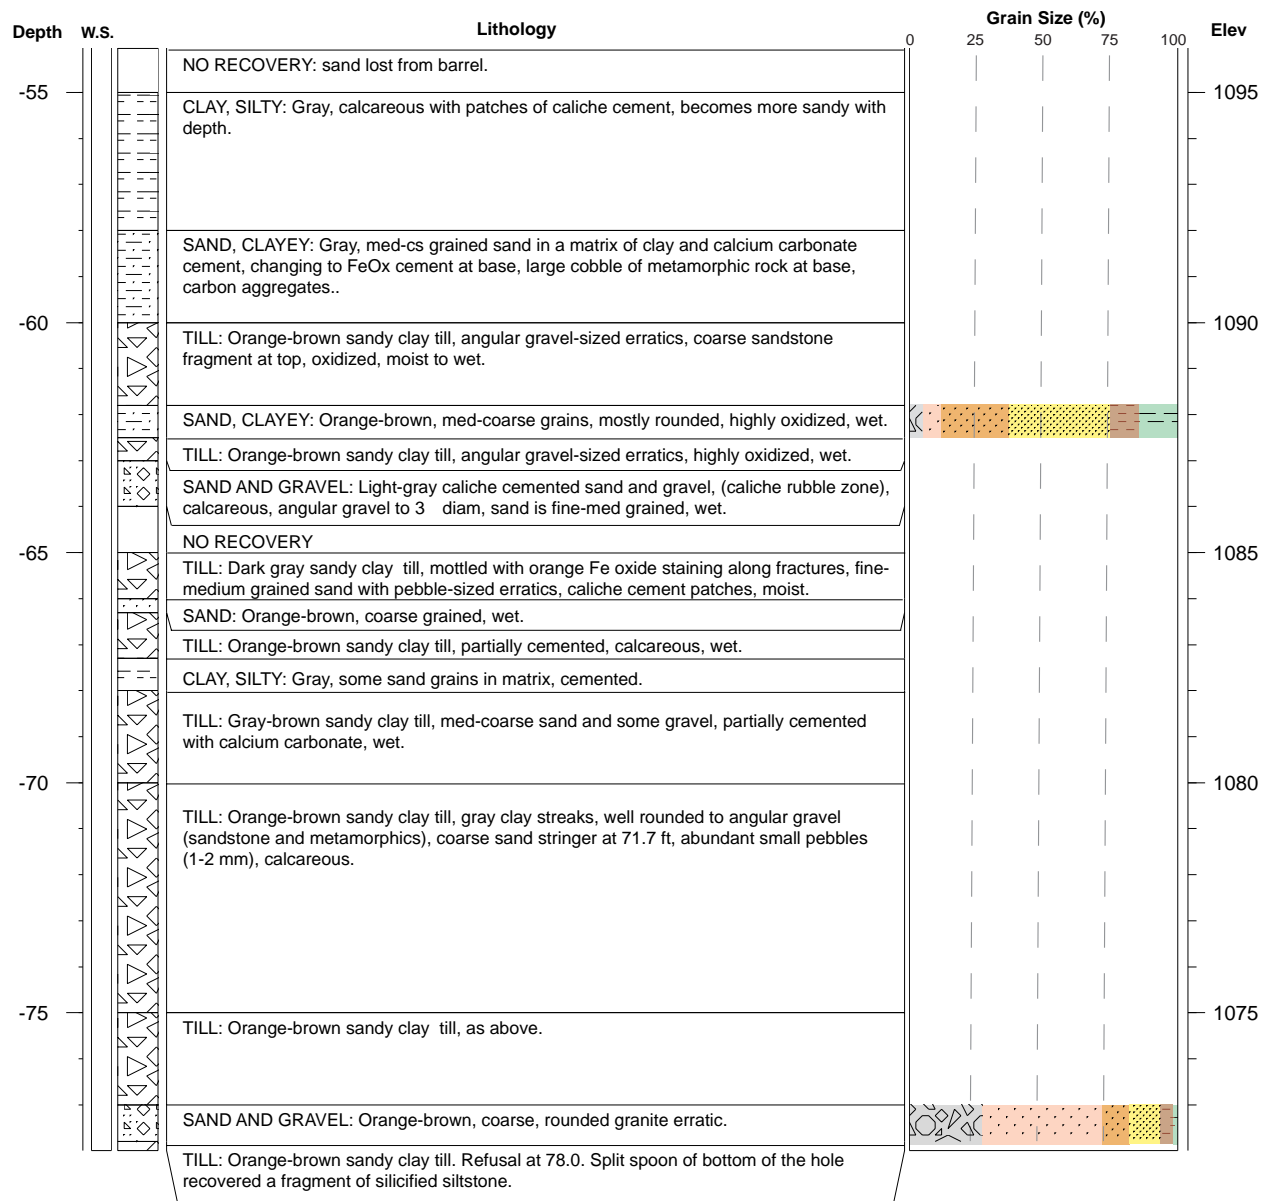 Depth W.S. Lithology Grain Size (%) Elev
0 25 50 75 100
NO RECOVERY: sand lost from barrel.
-55 1095
CLAY, SILTY: Gray, calcareous with patches of caliche cement, becomes more sandy with
depth.
SAND, CLAYEY: Gray, med-cs grained sand in a matrix of clay and calcium carbonate
cement, changing to FeOx cement at base, large cobble of metamorphic rock at base,
carbon aggregates..
-60 1090
TILL: Orange-brown sandy clay till, angular gravel-sized erratics, coarse sandstone
fragment at top, oxidized, moist to wet.
SAND, CLAYEY: Orange-brown, med-coarse grains, mostly rounded, highly oxidized, wet.
TILL: Orange-brown sandy clay till, angular gravel-sized erratics, highly oxidized, wet.
SAND AND GRAVEL: Light-gray caliche cemented sand and gravel, (caliche rubble zone),
calcareous, angular gravel to 3 diam, sand is fine-med grained, wet.
NO RECOVERY
-65 1085
TILL: Dark gray sandy clay till, mottled with orange Fe oxide staining along fractures, fine-
medium grained sand with pebble-sized erratics, caliche cement patches, moist.
SAND: Orange-brown, coarse grained, wet.
TILL: Orange-brown sandy clay till, partially cemented, calcareous, wet.
CLAY, SILTY: Gray, some sand grains in matrix, cemented.
TILL: Gray-brown sandy clay till, med-coarse sand and some gravel, partially cemented
with calcium carbonate, wet.
-70 1080
TILL: Orange-brown sandy clay till, gray clay streaks, well rounded to angular gravel
(sandstone and metamorphics), coarse sand stringer at 71.7 ft, abundant small pebbles
(1-2 mm), calcareous.
-75 1075
TILL: Orange-brown sandy clay till, as above.
SAND AND GRAVEL: Orange-brown, coarse, rounded granite erratic.
TILL: Orange-brown sandy clay till. Refusal at 78.0. Split spoon of bottom of the hole
recovered a fragment of silicified siltstone.